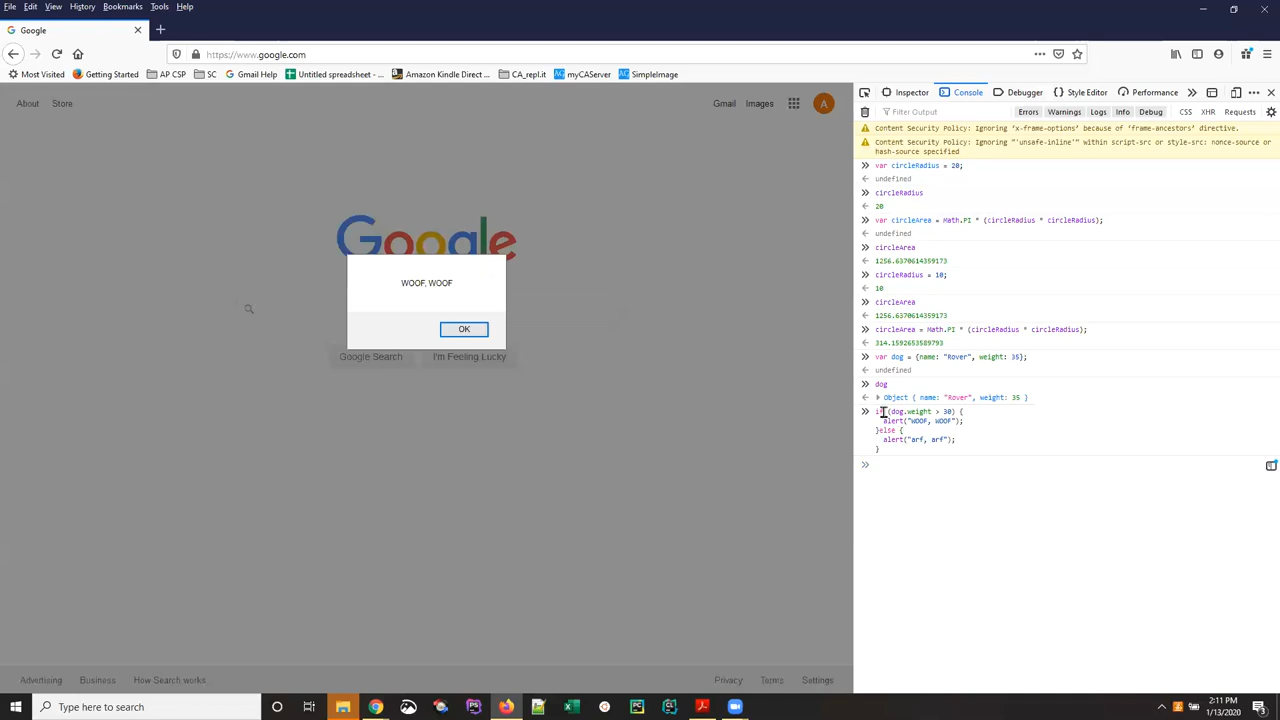 File Edit View History Bookmarks Tools Help
Google
https://www.google.com
Most Visited Getting Started AP CSP SC Gmail Help Untitled spreadsheet - ... Amazon Kindle Direct ... CA_repl.it myCAServer SimpleImage
About Store
Gmail Images A
Google
WOOF, WOOF
OK
Google Search I'm Feeling Lucky
Advertising Business How Search works
Privacy Terms Settings
Inspector Console Debugger Style Editor Performance
Filter Output
Errors Warnings Logs Info Debug CSS XHR Requests
Content Security Policy: Ignoring 'x-frame-options' because of 'frame-ancestors' directive.
Content Security Policy: Ignoring "'unsafe-inline'" within script-src or style-src: nonce-source or
hash-source specified
var circleRadius = 20;
undefined
circleRadius
20
var circleArea = Math.PI * (circleRadius * circleRadius);
undefined
circleArea
1256.6370614359173
circleRadius = 10;
10
circleArea
1256.6370614359173
circleArea = Math.PI * (circleRadius * circleRadius);
314.1592653589793
var dog = {name: "Rover", weight: 35};
undefined
dog
Object { name: "Rover", weight: 35 }
if (dog.weight > 30) {
alert("WOOF, WOOF");
}else {
alert("arf, arf");
}
Type here to search
PS
PC
CL
2:11 PM
1/13/2020
3